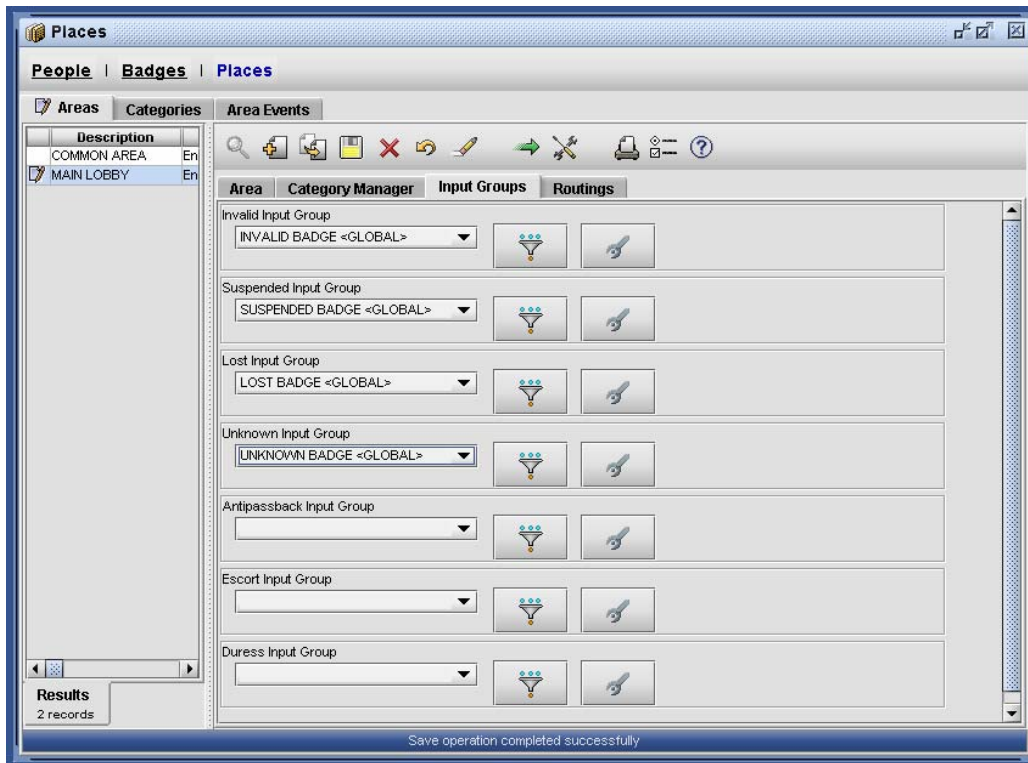 Places
People | Badges | Places
Areas Categories Area Events
Description
COMMON AREA En
MAIN LOBBY En
Area Category Manager Input Groups Routings
Invalid Input Group
INVALID BADGE <GLOBAL>
Suspended Input Group
SUSPENDED BADGE <GLOBAL>
Lost Input Group
LOST BADGE <GLOBAL>
Unknown Input Group
UNKNOWN BADGE <GLOBAL>
Antipassback Input Group
Escort Input Group
Duress Input Group
Results
2 records
Save operation completed successfully